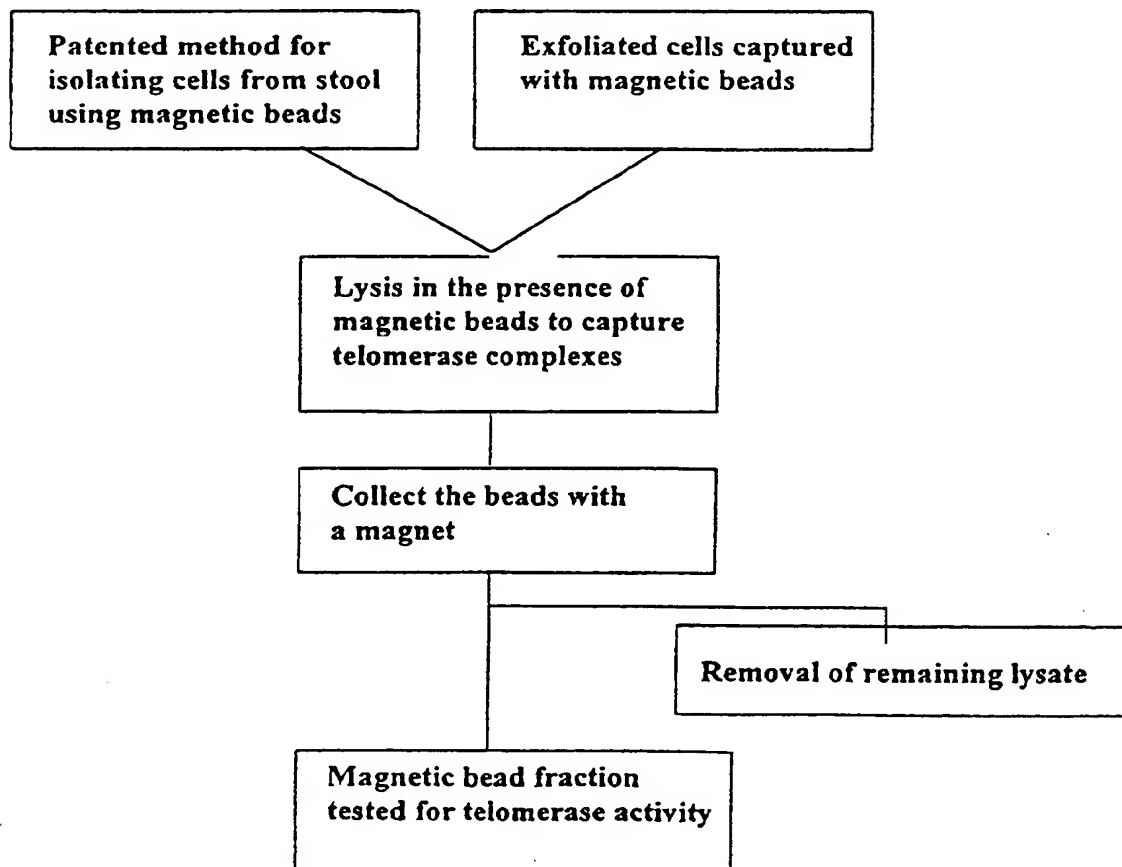 Patented method for
isolating cells from stool
using magnetic beads
Exfoliated cells captured
with magnetic beads
Lysis in the presence of
magnetic beads to capture
telomerase complexes
Collect the beads with
a magnet
Removal of remaining lysate
Magnetic bead fraction
tested for telomerase activity